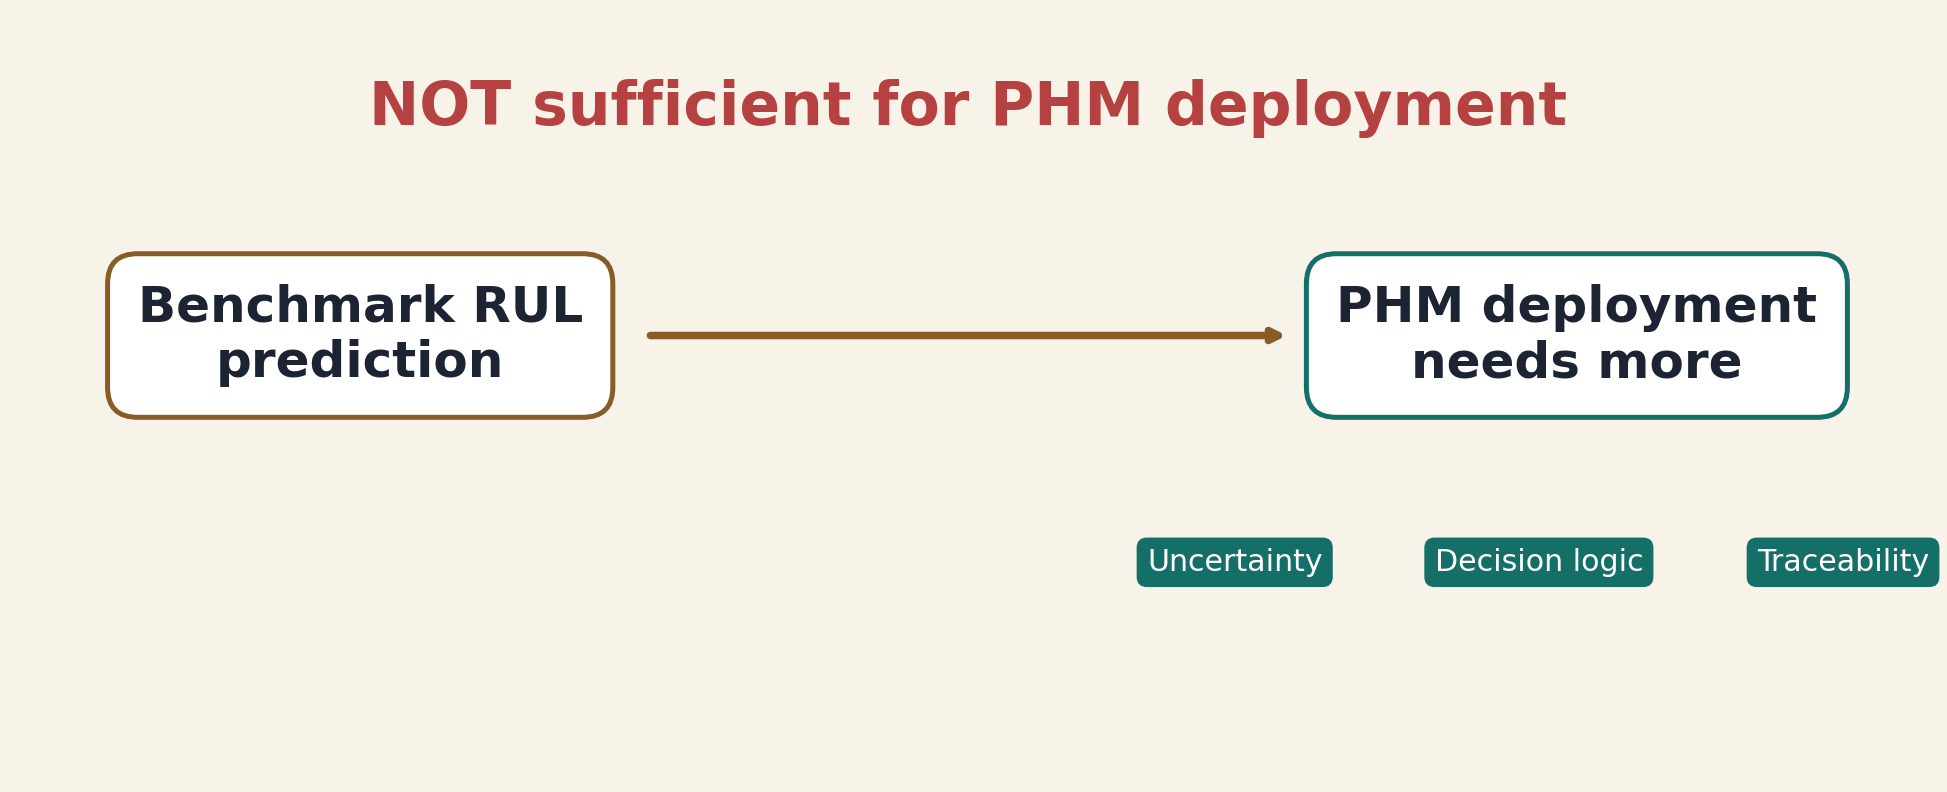 NOT sufficient for PHM deployment
Benchmark RUL
prediction
PHM deployment
needs more
Uncertainty
Decision logic
Traceability